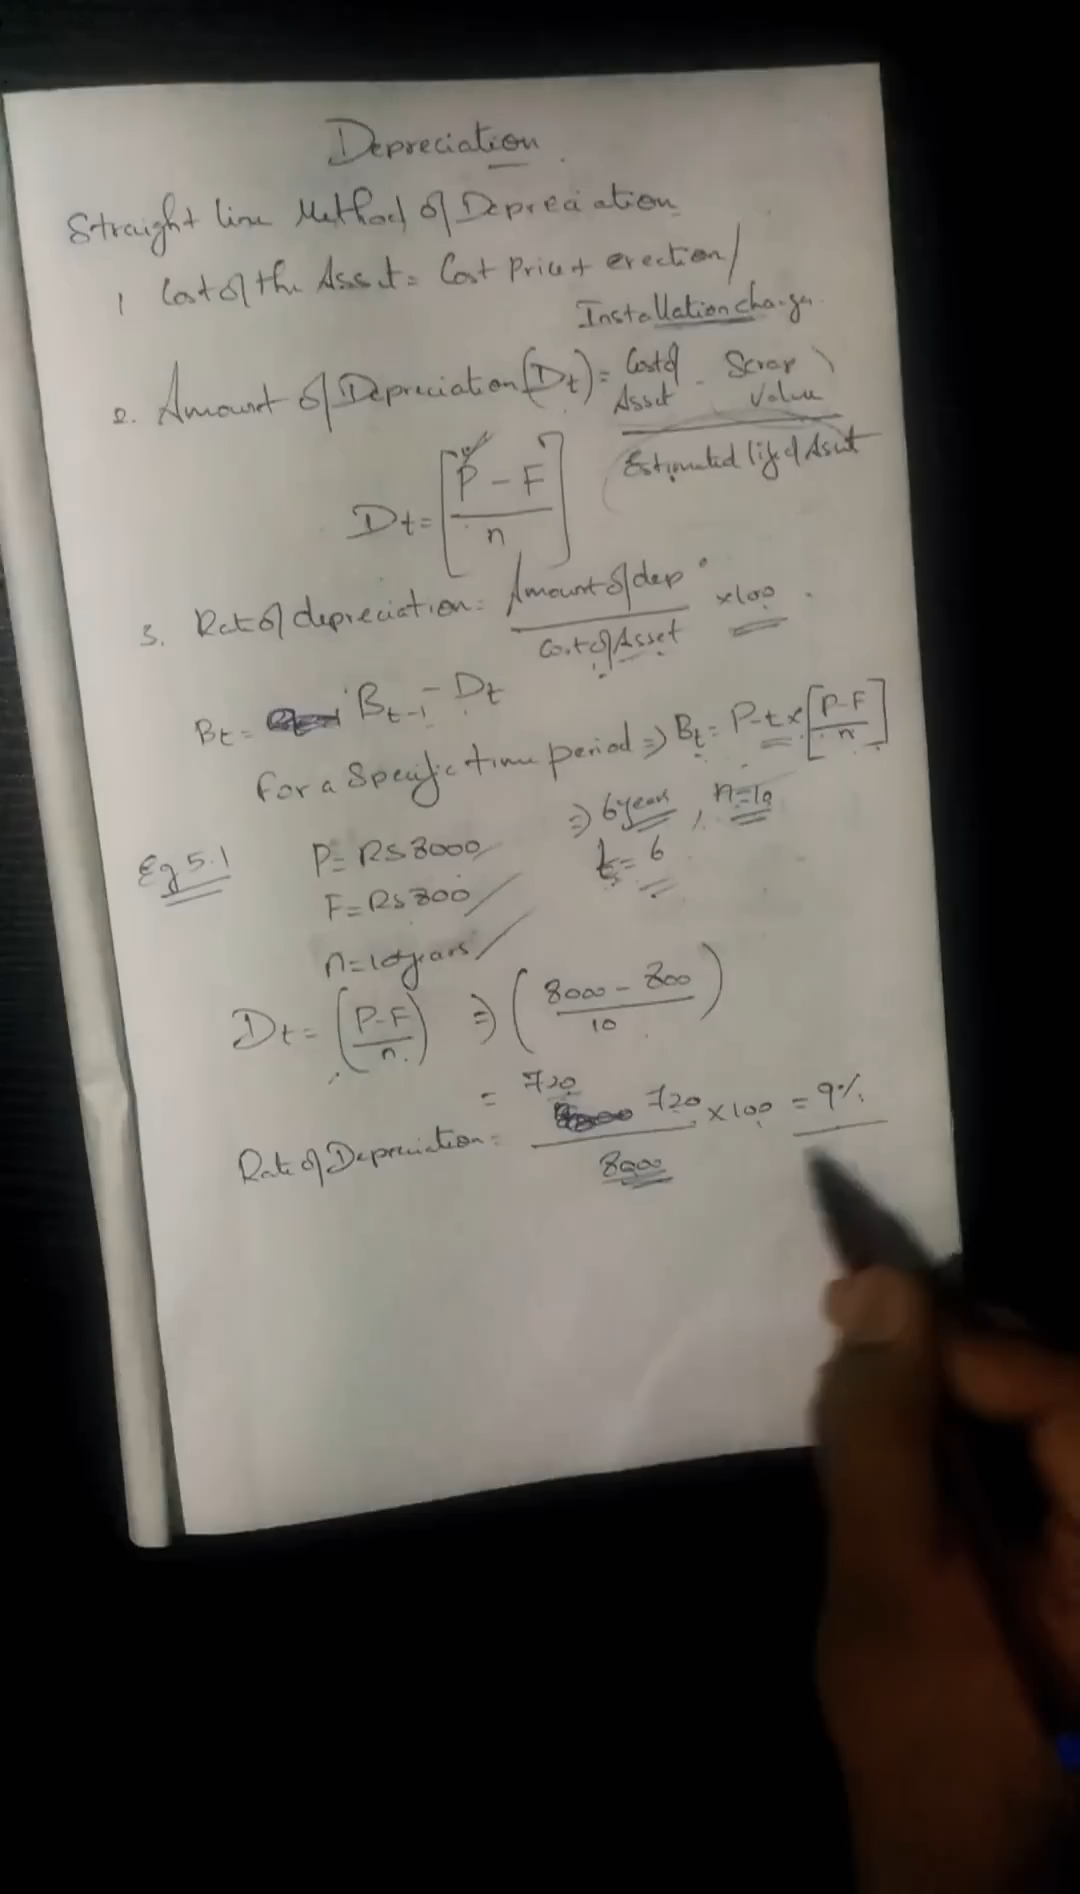 Depreciation
Straight line Method of Depreciation
1 Cost of the Asset = Cost Price + erection/
Installation charge.
2. Amount of Depreciation (Dt) = Cost of Asset - Scrap Value
Estimated life of Asset
Dt = [P - F / n]
3. Rate of depreciation = Amount of dep / Cost of Asset × 100
Bt = Bt-1 - Dt
For a Specific time period ⇒ Bt = P - t × [P-F / n]
⇒ 6 years, n=10
Eg 5.1 P = Rs 8000
t = 6
F = Rs 800
n = 10 years
Dt = (P-F / n) ⇒ (8000 - 800 / 10)
= 720
Rate of Depreciation = 720 / 8000 × 100 = 9%